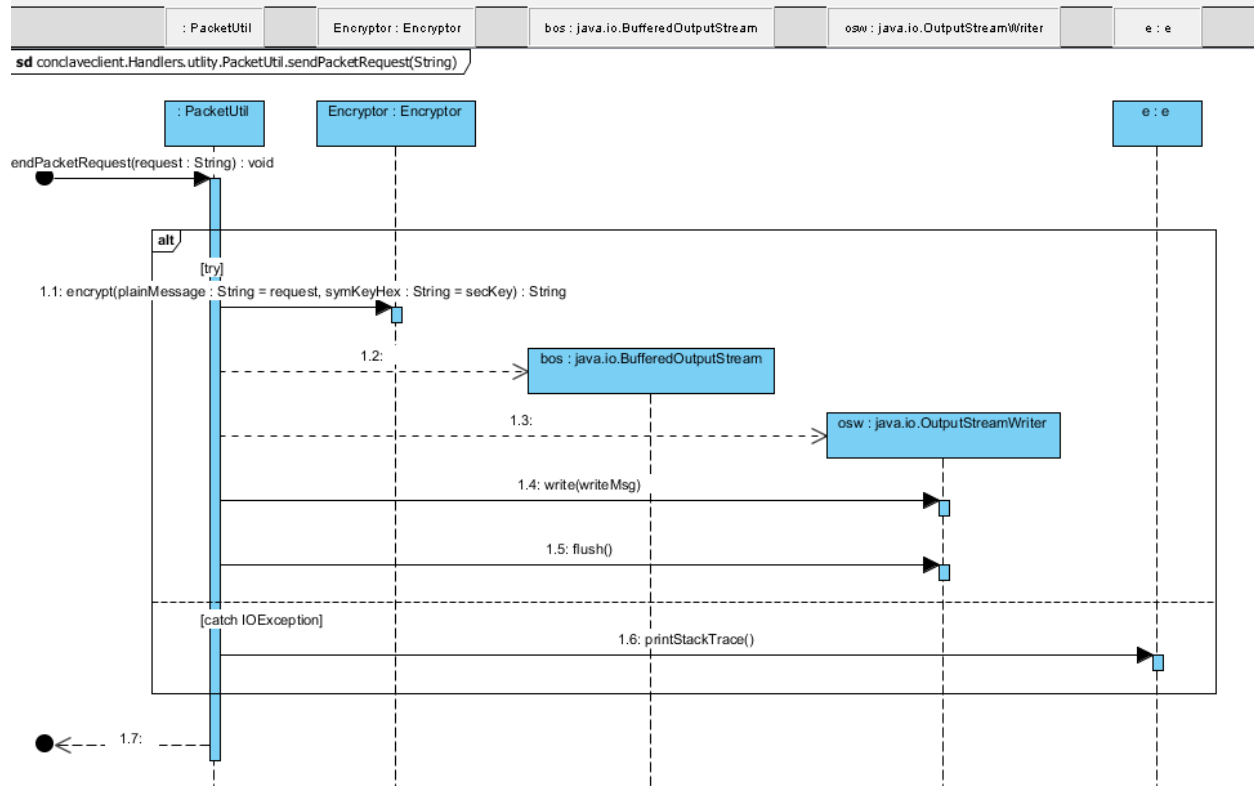 : PacketUtil
Encryptor : Encryptor
bos : java.io.BufferedOutputStream
osw : java.io.OutputStreamWriter
e : e
sd conclaveclient.Handlers.utlity.PacketUtil.sendPacketRequest(String)
: PacketUtil
Encryptor : Encryptor
e : e
endPacketRequest(request : String) : void
alt
[try]
1.1: encrypt(plainMessage : String = request, symKeyHex : String = secKey) : String
1.2:
bos : java.io.BufferedOutputStream
1.3:
osw : java.io.OutputStreamWriter
1.4: write(writeMsg)
1.5: flush()
[catch IOException]
1.6: printStackTrace()
1.7: